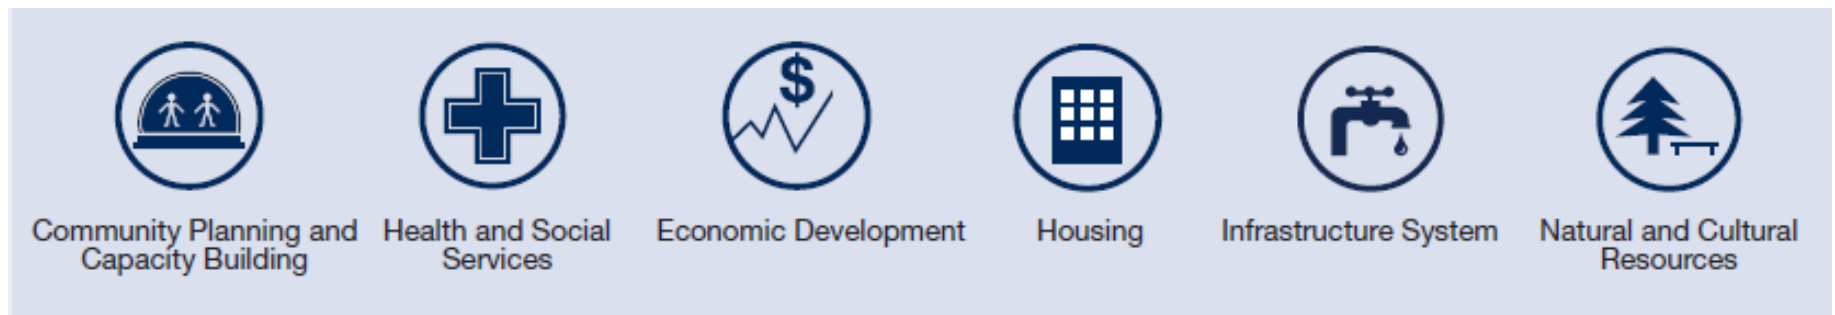 $
Community Planning and
Capacity Building
Health and Social
Services
Economic Development
Housing
Infrastructure System
Natural and Cultural
Resources